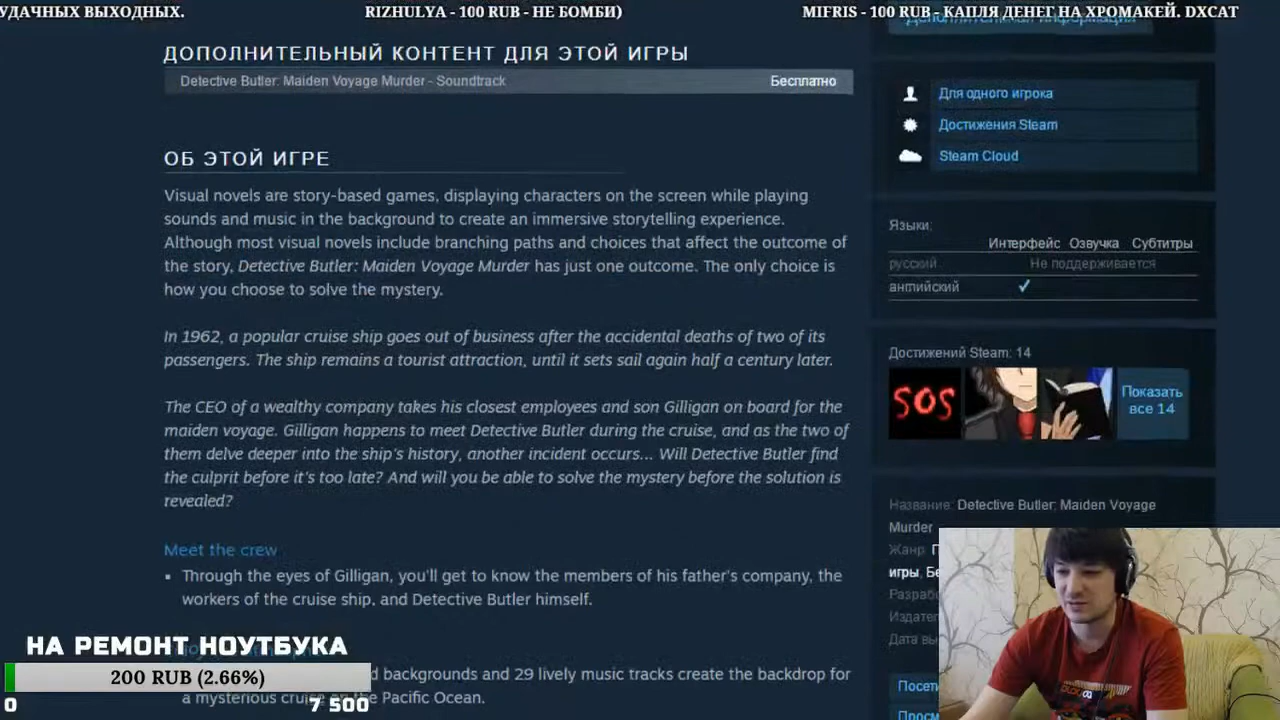 УДАЧНЫХ ВЫХОДНЫХ.
RIZHULYA - 100 RUB - НЕ БОМБИ)
MIFRIS - 100 RUB - КАПЛЯ ДЕНЕГ НА ХРОМАКЕЙ. DXCAT
ДОПОЛНИТЕЛЬНЫЙ КОНТЕНТ ДЛЯ ЭТОЙ ИГРЫ
Detective Butler: Maiden Voyage Murder - Soundtrack
Бесплатно
ОБ ЭТОЙ ИГРЕ
Visual novels are story-based games, displaying characters on the screen while playing
sounds and music in the background to create an immersive storytelling experience.
Although most visual novels include branching paths and choices that affect the outcome of
the story, Detective Butler: Maiden Voyage Murder has just one outcome. The only choice is
how you choose to solve the mystery.
In 1962, a popular cruise ship goes out of business after the accidental deaths of two of its
passengers. The ship remains a tourist attraction, until it sets sail again half a century later.
The CEO of a wealthy company takes his closest employees and son Gilligan on board for the
maiden voyage. Gilligan happens to meet Detective Butler during the cruise, and as the two of
them delve deeper into the ship's history, another incident occurs... Will Detective Butler find
the culprit before it's too late? And will you be able to solve the mystery before the solution is
revealed?
Meet the crew
Through the eyes of Gilligan, you'll get to know the members of his father's company, the
workers of the cruise ship, and Detective Butler himself.
d backgrounds and 29 lively music tracks create the backdrop for
a mysterious cruise on the Pacific Ocean.
НА РЕМОНТ НОУТБУКА
200 RUB (2.66%)
0
7 500
Дополнительная информация
Для одного игрока
Достижения Steam
Steam Cloud
Языки:
Интерфейс Озвучка Субтитры
русский Не поддерживается
английский ✓
Достижений Steam: 14
SOS
Показать
все 14
Название: Detective Butler: Maiden Voyage
Murder
Жанр: П
игры, Бе
Разрабо
Издател
Дата вы
Посети
Просм